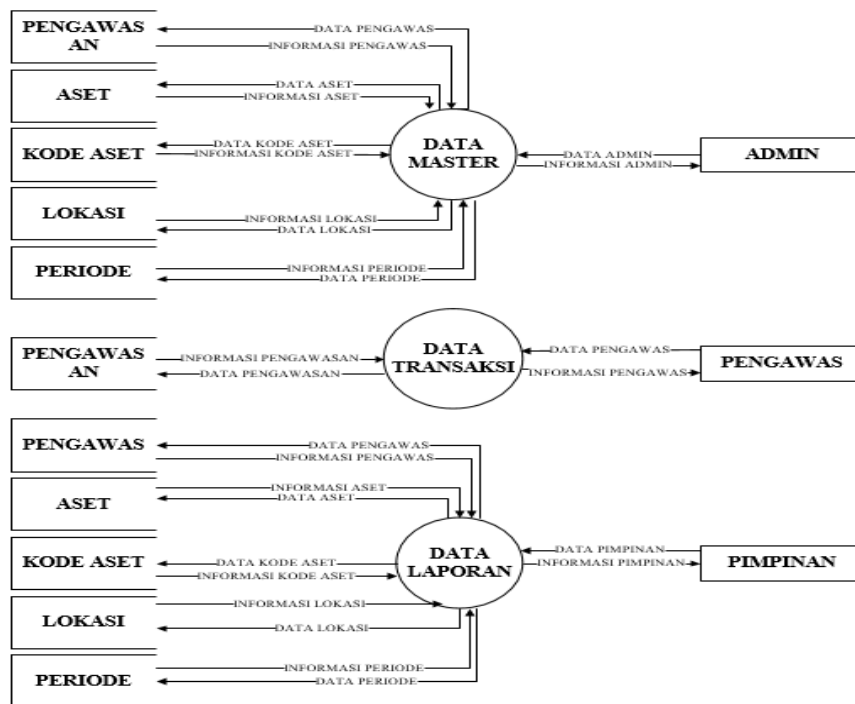 PENGAWAS
AN
DATA PENGAWAS
INFORMASI PENGAWAS
ASET
DATA ASET
INFORMASI ASET
KODE ASET
DATA KODE ASET
INFORMASI KODE ASET
DATA
MASTER
DATA ADMIN
INFORMASI ADMIN
ADMIN
LOKASI
INFORMASI LOKASI
DATA LOKASI
PERIODE
INFORMASI PERIODE
DATA PERIODE
PENGAWAS
AN
INFORMASI PENGAWASAN
DATA PENGAWASAN
DATA
TRANSAKSI
DATA PENGAWAS
INFORMASI PENGAWAS
PENGAWAS
PENGAWAS
DATA PENGAWAS
INFORMASI PENGAWAS
ASET
INFORMASI ASET
DATA ASET
KODE ASET
DATA KODE ASET
INFORMASI KODE ASET
DATA
LAPORAN
DATA PIMPINAN
INFORMASI PIMPINAN
PIMPINAN
LOKASI
INFORMASI LOKASI
DATA LOKASI
PERIODE
INFORMASI PERIODE
DATA PERIODE